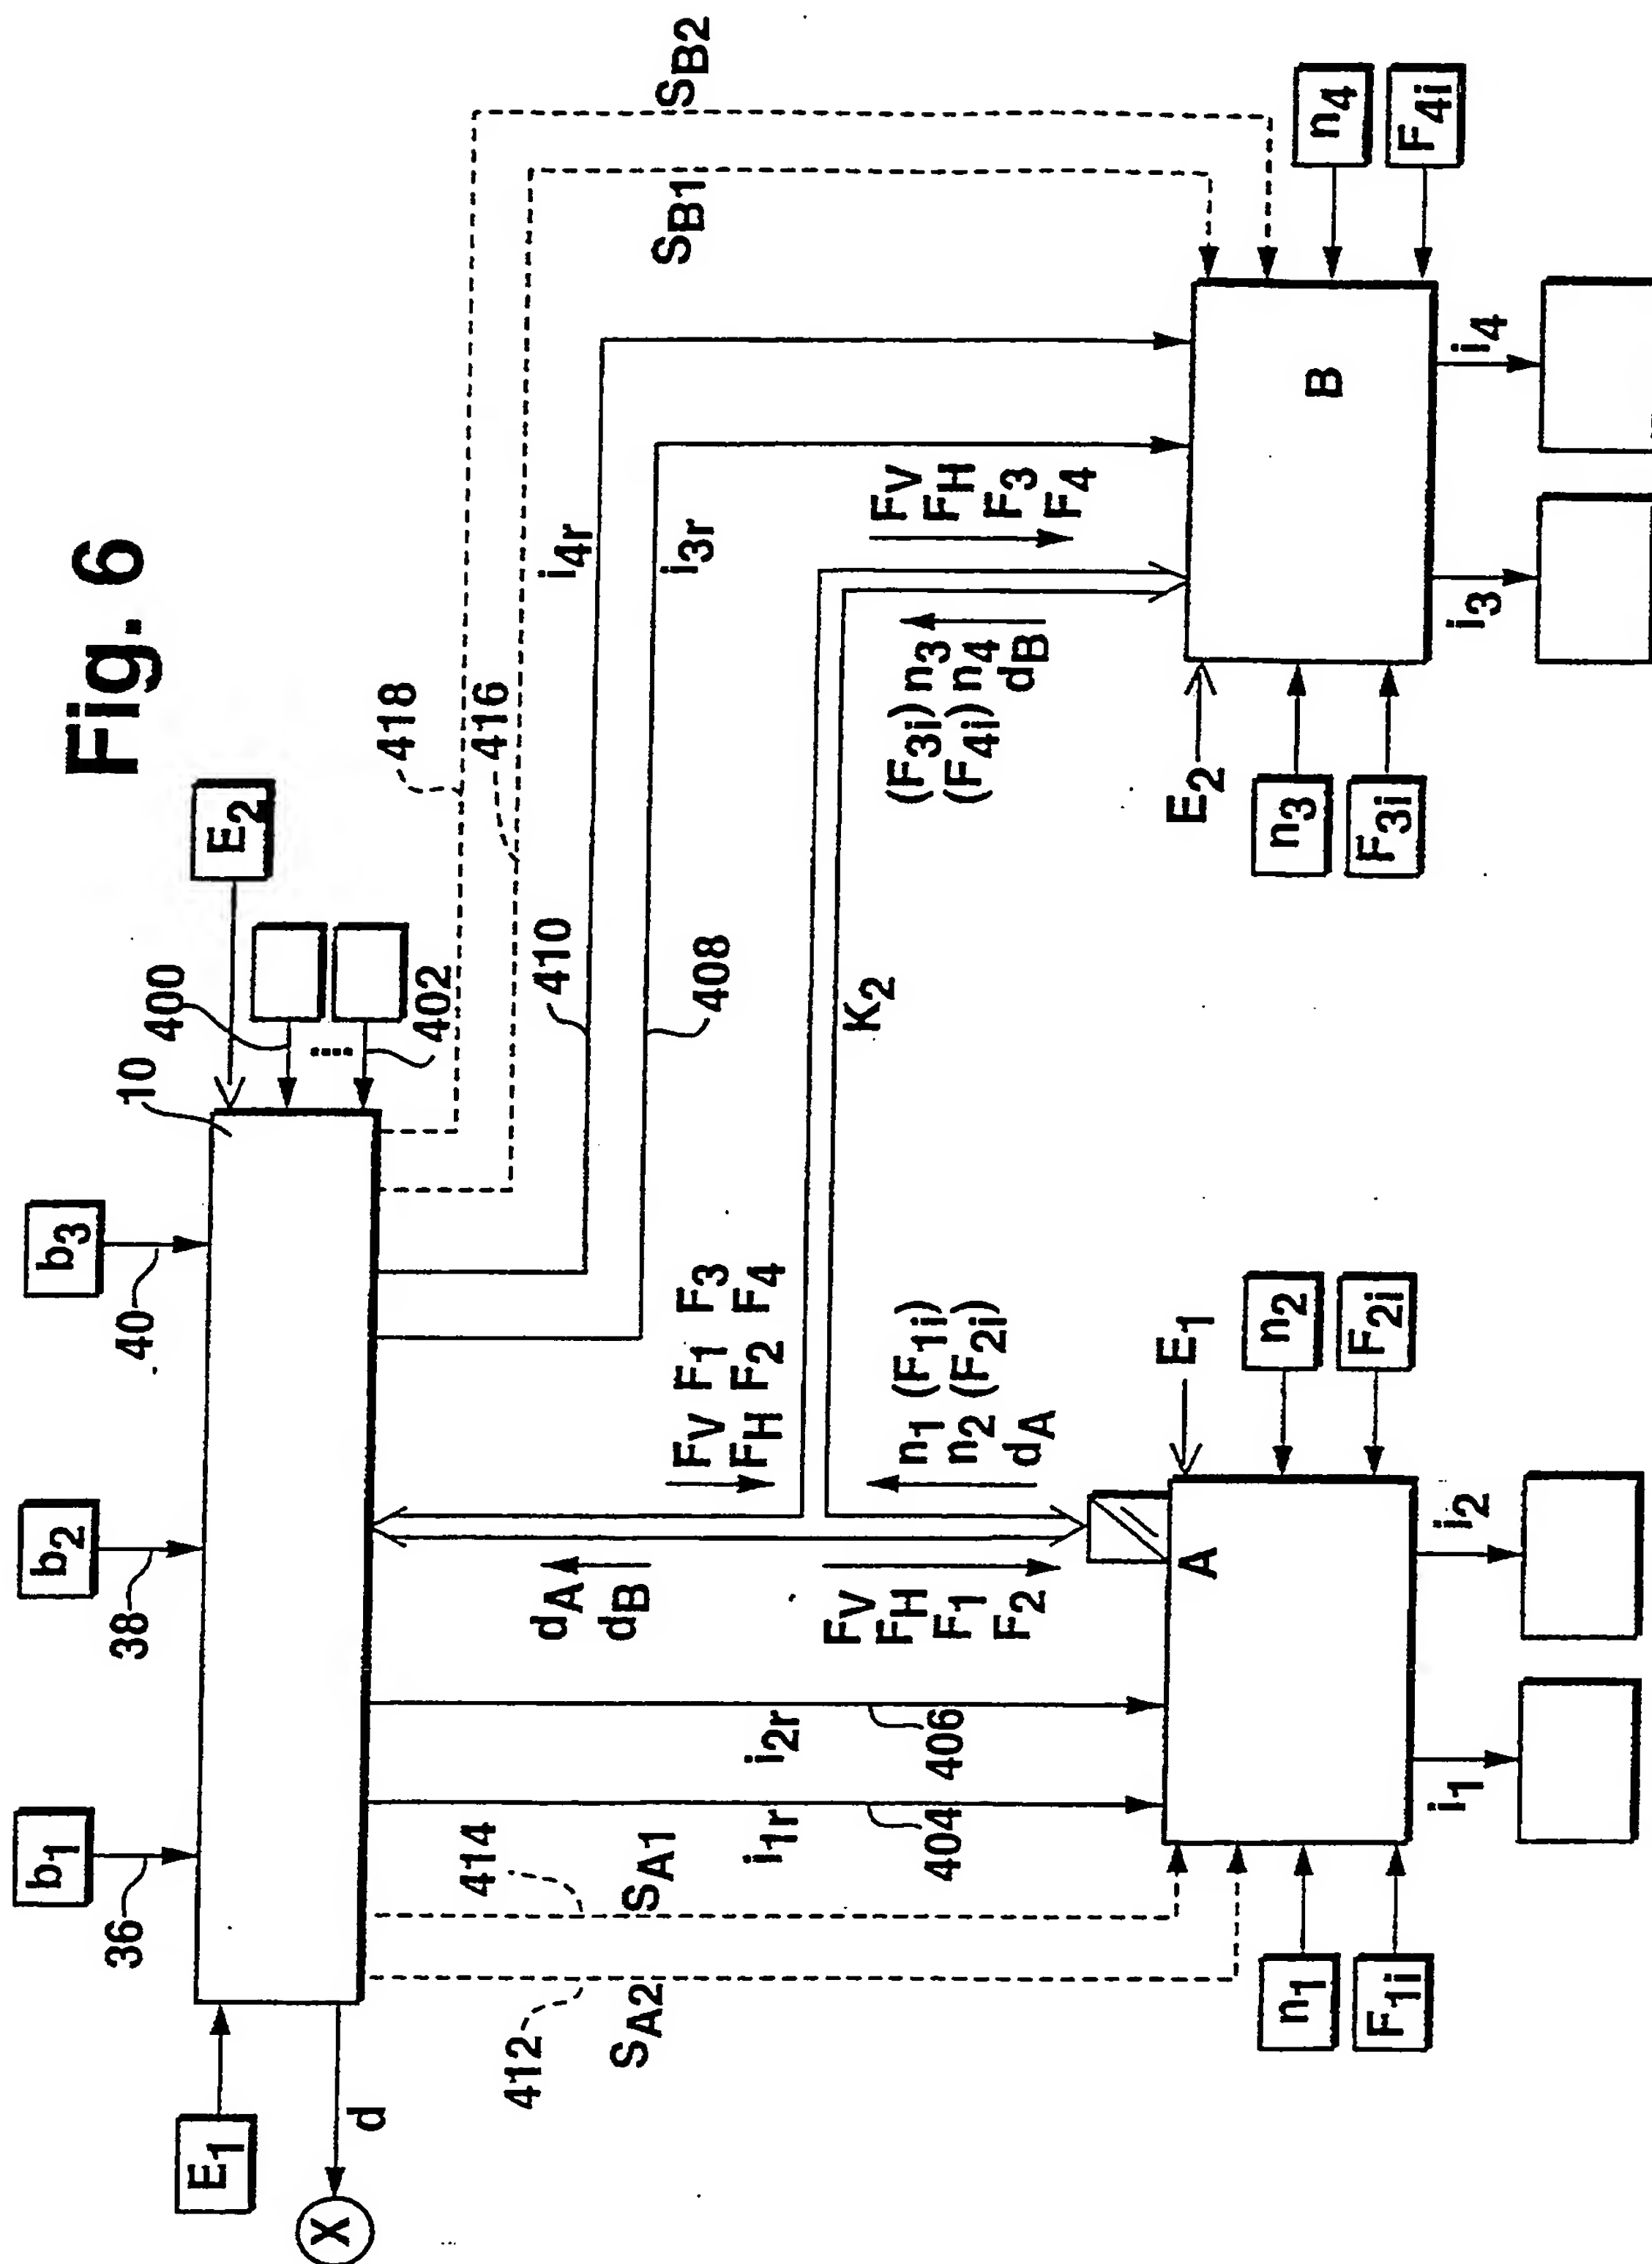 Fig. 6
b1
b2
b3
36
38
40
10
E1
E2
400
402
d
X
418
416
SB2
SB1
410
408
i4r
i3r
412
414
SA2
SA1
i1r
i2r
404
406
dA
dB
FV F1 F3
FH F2 F4
K2
FV
FH
F1
F2
n1 (F1i)
n2 (F2i)
dA
(F3i) n3
(F4i) n4
dB
FV
FH
F3
F4
E1
A
n1
F1i
n2
F2i
i1
i2
E2
B
n3
F3i
n4
F4i
i3
i4